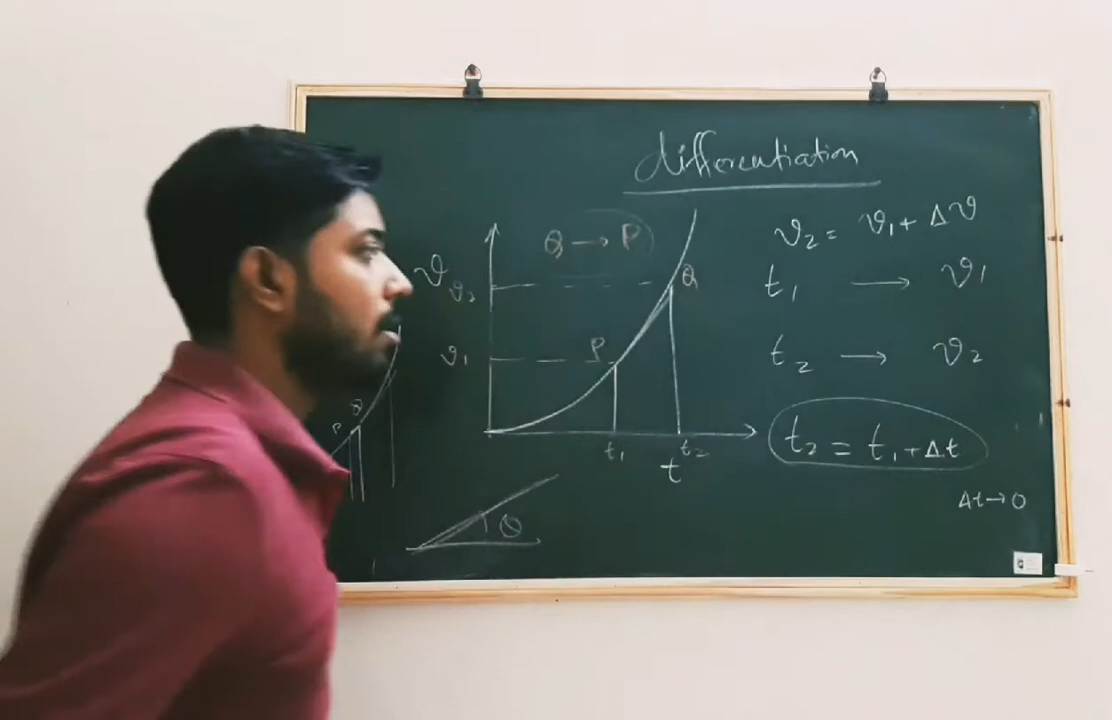 differentiation
Q → P
v₂ = v₁ + Δv
t₁ → v₁
t₂ → v₂
t₂ = t₁ + Δt
Δt → 0
v
v₂
Q
v₁
P
t₁
t₂
t
Q
P
θ